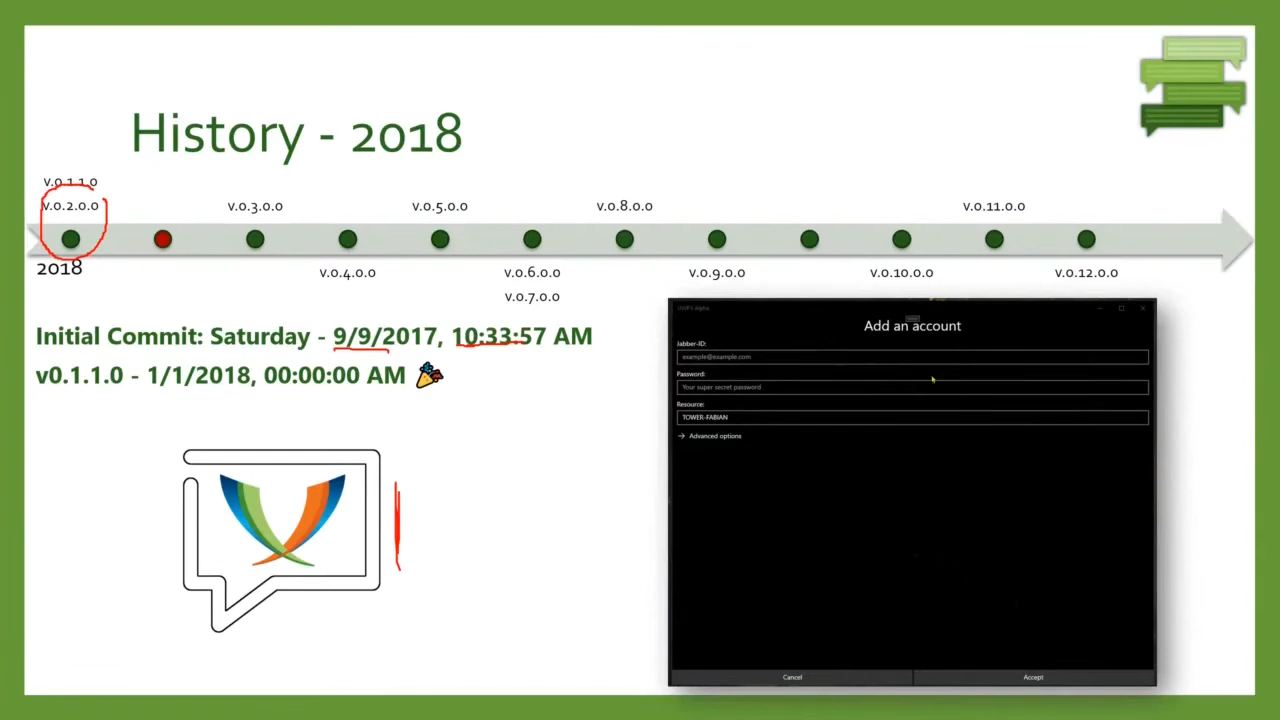 History - 2018
v.0.1.1.0
v.0.2.0.0
v.0.3.0.0
v.0.5.0.0
v.0.8.0.0
v.0.11.0.0
2018
v.0.4.0.0
v.0.6.0.0
v.0.9.0.0
v.0.10.0.0
v.0.12.0.0
v.0.7.0.0
Initial Commit: Saturday - 9/9/2017, 10:33:57 AM
v0.1.1.0 - 1/1/2018, 00:00:00 AM
Add an account
Jabber-ID:
example@example.com
Password:
Your super secret password
Resource:
TOWER-FABIAN
Advanced options
Cancel
Accept